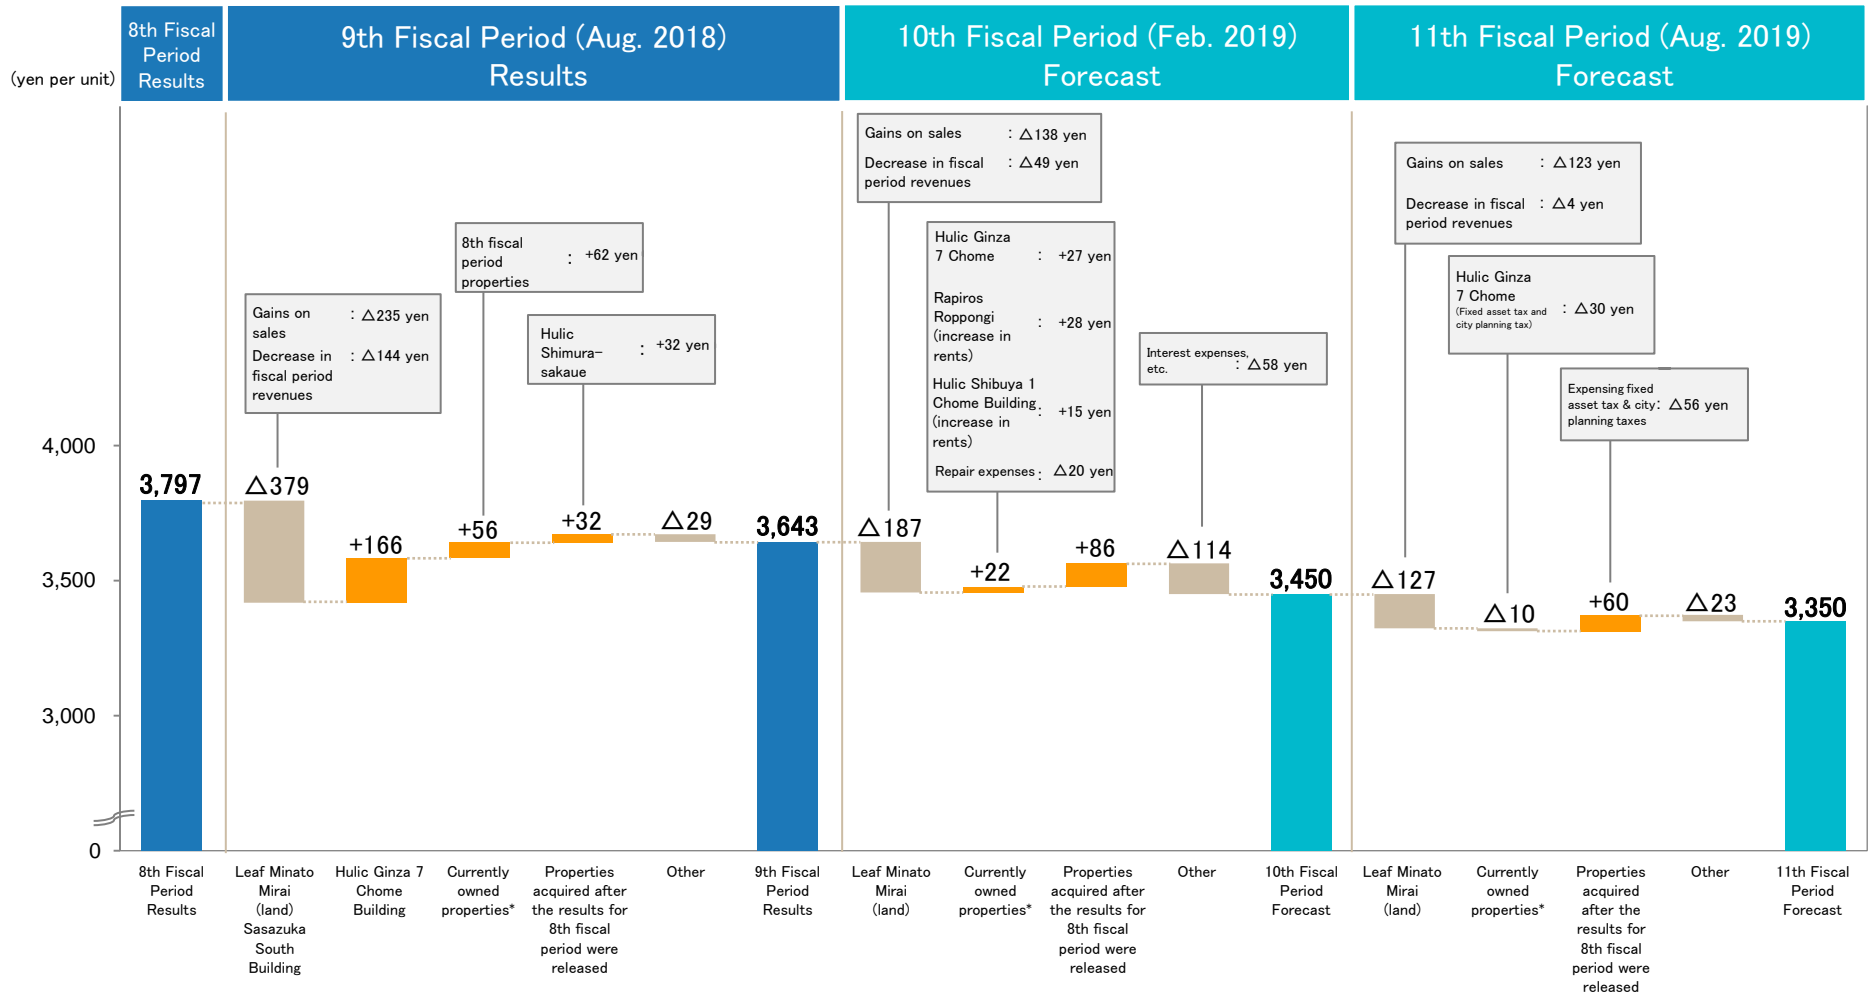 (yen per unit)
8th Fiscal
Period
Results
9th Fiscal Period (Aug. 2018)
Results
10th Fiscal Period (Feb. 2019)
Forecast
11th Fiscal Period (Aug. 2019)
Forecast
4,000
3,500
3,000
0
3,797
Gains on
sales : △235 yen
Decrease in
fiscal period
revenues : △144 yen
△379
+166
8th fiscal
period
properties : +62 yen
+56
Hulic
Shimura-
sakaue : +32 yen
+32
△29
3,643
Gains on sales : △138 yen
Decrease in fiscal
period revenues : △49 yen
△187
Hulic Ginza
7 Chome : +27 yen
Rapiros
Roppongi
(increase in
rents) : +28 yen
Hulic Shibuya 1
Chome Building
(increase in
rents) : +15 yen
Repair expenses : △20 yen
+22
+86
Interest expenses,
etc. : △58 yen
△114
3,450
Gains on sales : △123 yen
Decrease in fiscal
period revenues : △4 yen
△127
Hulic Ginza
7 Chome
(Fixed asset tax and
city planning tax) : △30 yen
△10
Expensing fixed
asset tax & city
planning taxes : △56 yen
+60
△23
3,350
8th Fiscal
Period
Results
Leaf Minato
Mirai
(land)
Sasazuka
South
Building
Hulic Ginza 7
Chome
Building
Currently
owned
properties*
Properties
acquired after
the results for
8th fiscal
period were
released
Other
9th Fiscal
Period
Results
Leaf Minato
Mirai
(land)
Currently
owned
properties*
Properties
acquired after
the results for
8th fiscal
period were
released
Other
10th Fiscal
Period
Forecast
Leaf Minato
Mirai
(land)
Currently
owned
properties*
Properties
acquired
after the
results for
8th fiscal
period were
released
Other
11th Fiscal
Period
Forecast